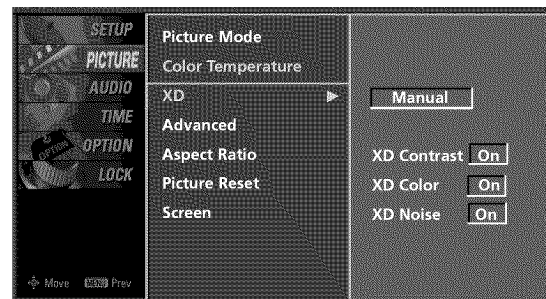 SETUP
PICTURE
AUDIO
TIME
OPTION
LOCK
Move MENU Prev
Picture Mode
Color Temperature
XD
Advanced
Aspect Ratio
Picture Reset
Screen
Manual
XD Contrast On
XD Color On
XD Noise On